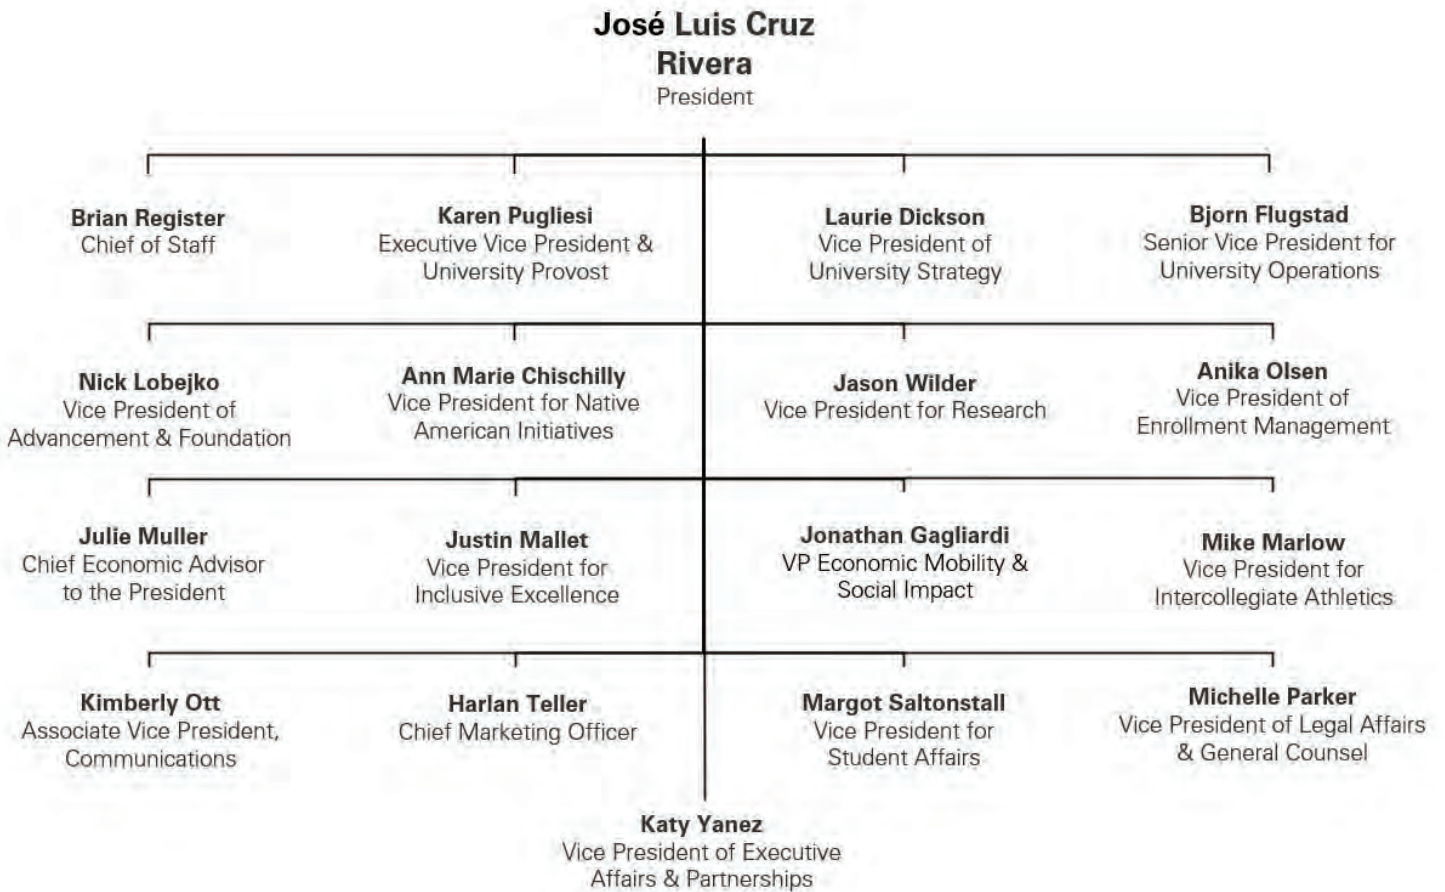 José Luis Cruz
Rivera
President
Brian Register
Chief of Staff
Karen Pugliesi
Executive Vice President &
University Provost
Laurie Dickson
Vice President of
University Strategy
Bjorn Flugstad
Senior Vice President for
University Operations
Nick Lobejko
Vice President of
Advancement & Foundation
Ann Marie Chischilly
Vice President for Native
American Initiatives
Jason Wilder
Vice President for Research
Anika Olsen
Vice President of
Enrollment Management
Julie Muller
Chief Economic Advisor
to the President
Justin Mallet
Vice President for
Inclusive Excellence
Jonathan Gagliardi
VP Economic Mobility &
Social Impact
Mike Marlow
Vice President for
Intercollegiate Athletics
Kimberly Ott
Associate Vice President,
Communications
Harlan Teller
Chief Marketing Officer
Margot Saltonstall
Vice President for
Student Affairs
Michelle Parker
Vice President of Legal Affairs
& General Counsel
Katy Yanez
Vice President of Executive
Affairs & Partnerships